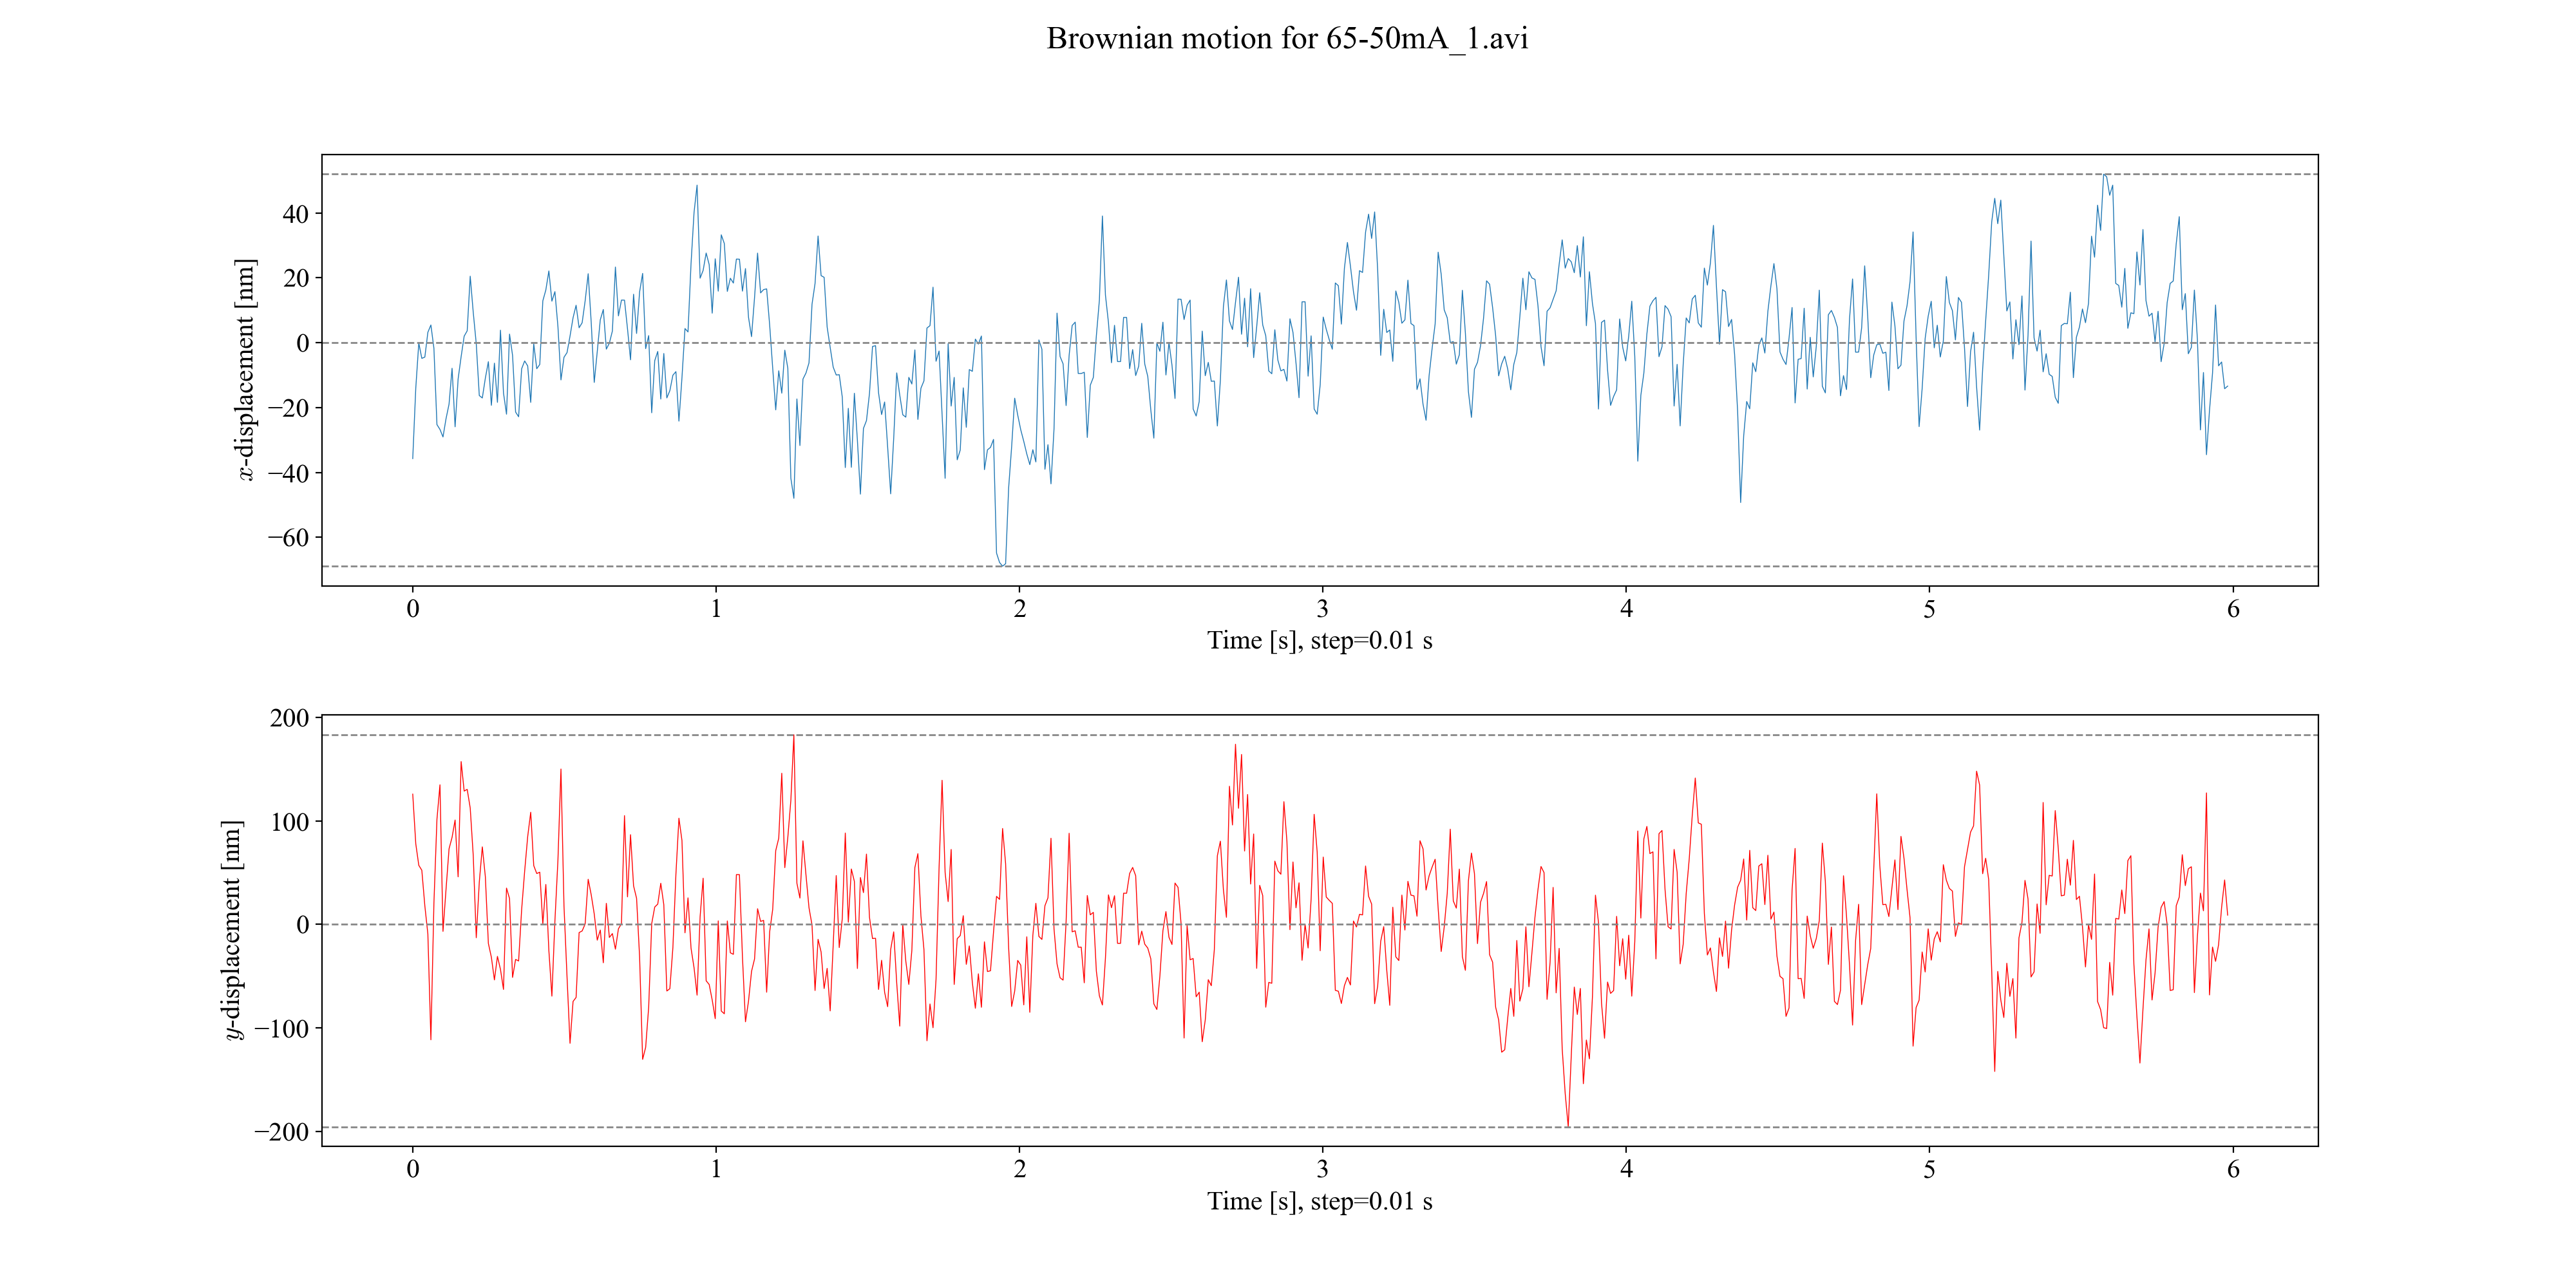 Brownian motion for 65-50mA_1.avi
x-displacement [nm]
40
20
0
−20
−40
−60
0 1 2 3 4 5 6
Time [s], step=0.01 s
y-displacement [nm]
200
100
0
−100
−200
0 1 2 3 4 5 6
Time [s], step=0.01 s